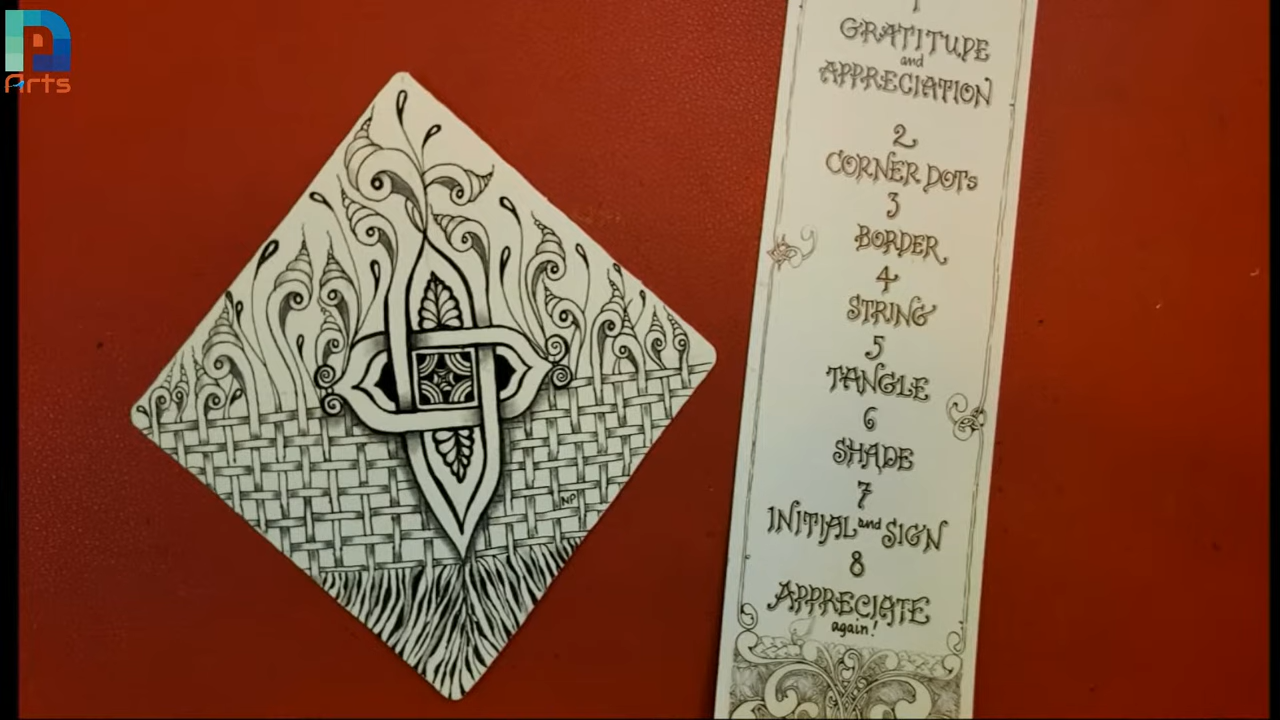 Arts
1
GRATITUDE
and
APPRECIATION
2
CORNER DOTs
3
BORDER
4
STRING
5
TANGLE
6
SHADE
7
INITIAL and SIGN
8
APPRECIATE
again!
NP